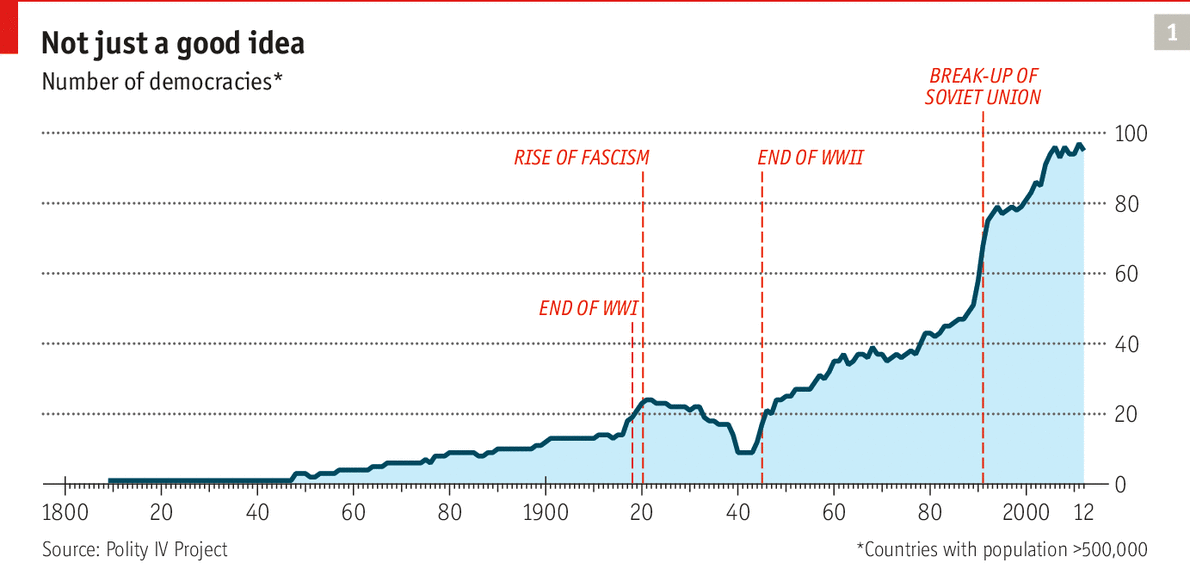 Not just a good idea
1
Number of democracies*
BREAK-UP OF
SOVIET UNION
100
RISE OF FASCISM
END OF WWII
80
60
END OF WWI
40
20
0
1800 20 40 60 80 1900 20 40 60 80 2000 12
Source: Polity IV Project
*Countries with population >500,000